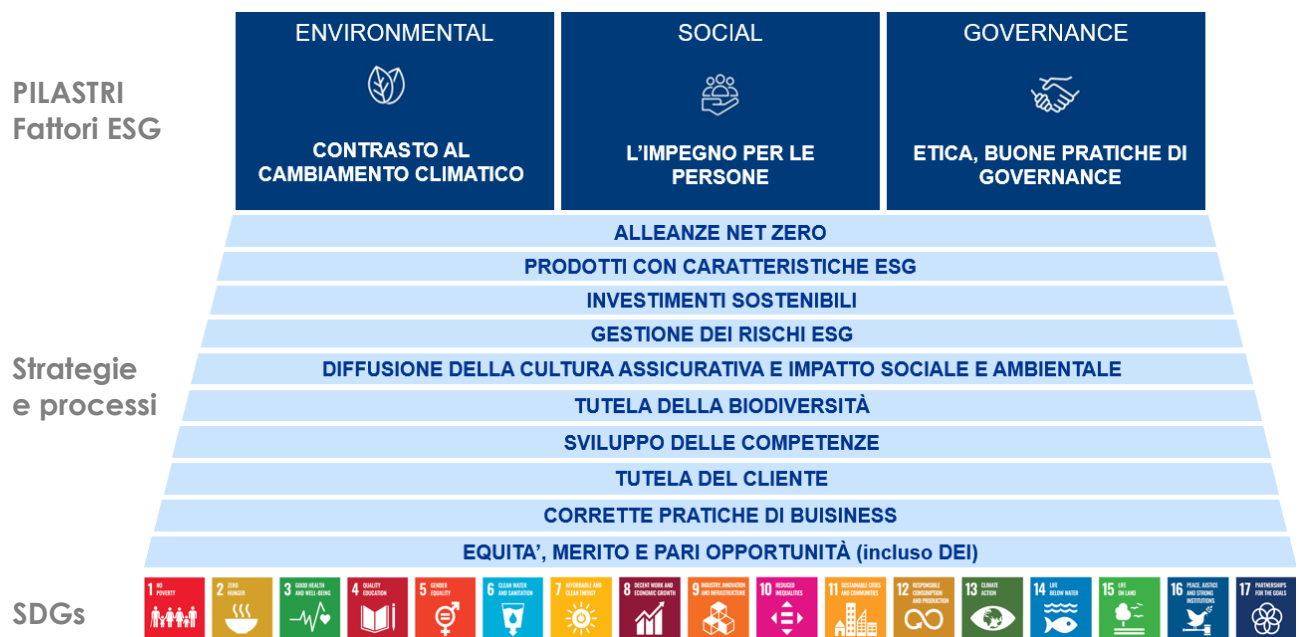 ENVIRONMENTAL
SOCIAL
GOVERNANCE
PILASTRI
Fattori ESG
CONTRASTO AL
CAMBIAMENTO CLIMATICO
L'IMPEGNO PER LE
PERSONE
ETICA, BUONE PRATICHE DI
GOVERNANCE
ALLEANZE NET ZERO
PRODOTTI CON CARATTERISTICHE ESG
INVESTIMENTI SOSTENIBILI
GESTIONE DEI RISCHI ESG
Strategie
e processi
DIFFUSIONE DELLA CULTURA ASSICURATIVA E IMPATTO SOCIALE E AMBIENTALE
TUTELA DELLA BIODIVERSITÀ
SVILUPPO DELLE COMPETENZE
TUTELA DEL CLIENTE
CORRETTE PRATICHE DI BUISINESS
EQUITA', MERITO E PARI OPPORTUNITÀ (incluso DEI)
SDGs
1 NO
POVERTY
2 ZERO
HUNGER
3 GOOD HEALTH
AND WELL-BEING
4 QUALITY
EDUCATION
5 GENDER
EQUALITY
6 CLEAN WATER
AND SANITATION
7 AFFORDABLE AND
CLEAN ENERGY
8 DECENT WORK AND
ECONOMIC GROWTH
9 INDUSTRY, INNOVATION
AND INFRASTRUCTURE
10 REDUCED
INEQUALITIES
11 SUSTAINABLE CITIES
AND COMMUNITIES
12 RESPONSIBLE
CONSUMPTION
AND PRODUCTION
13 CLIMATE
ACTION
14 LIFE
BELOW WATER
15 LIFE
ON LAND
16 PEACE, JUSTICE
AND STRONG
INSTITUTIONS
17 PARTNERSHIPS
FOR THE GOALS